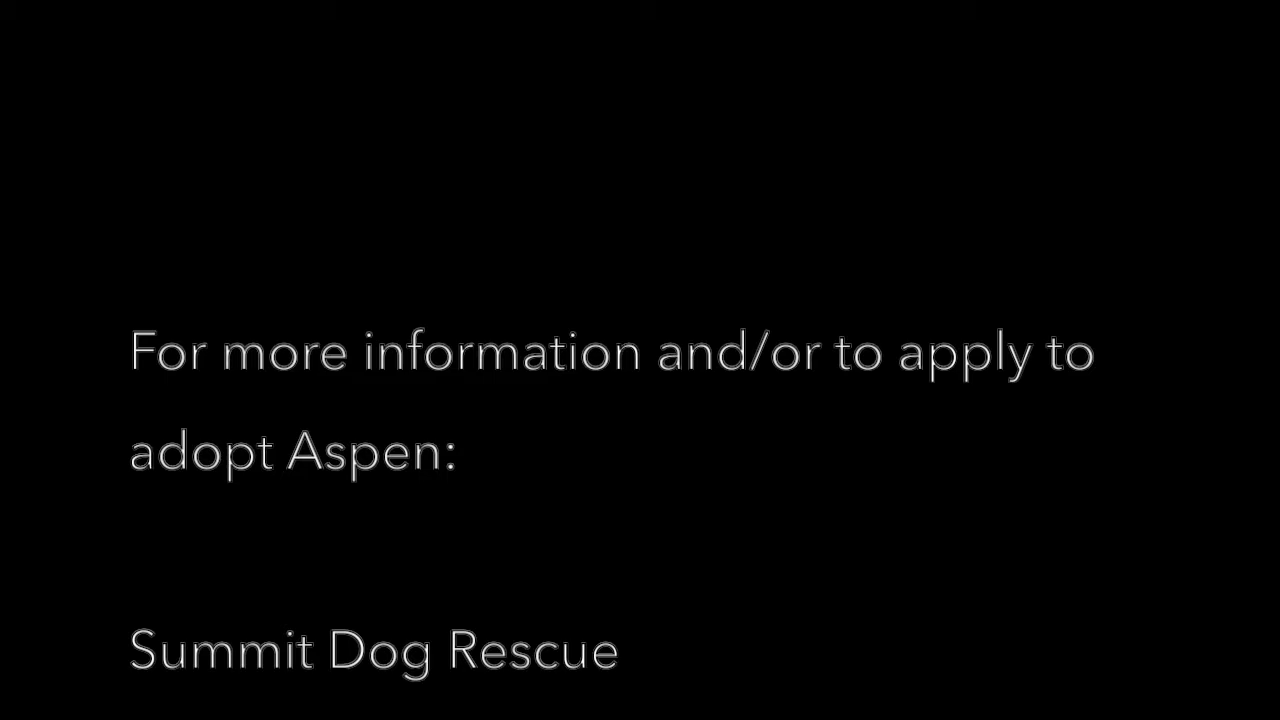 For more information and/or to apply to
adopt Aspen:
Summit Dog Rescue